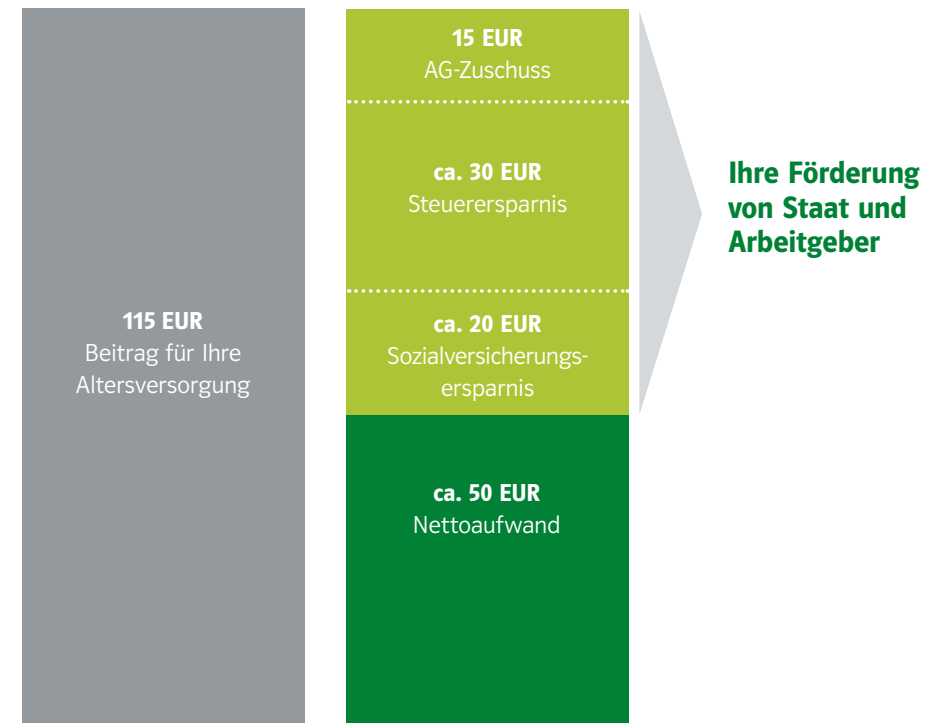 115 EUR
Beitrag für Ihre
Altersversorgung
15 EUR
AG-Zuschuss
ca. 30 EUR
Steuerersparnis
ca. 20 EUR
Sozialversicherungs-
ersparnis
ca. 50 EUR
Nettoaufwand
Ihre Förderung
von Staat und
Arbeitgeber